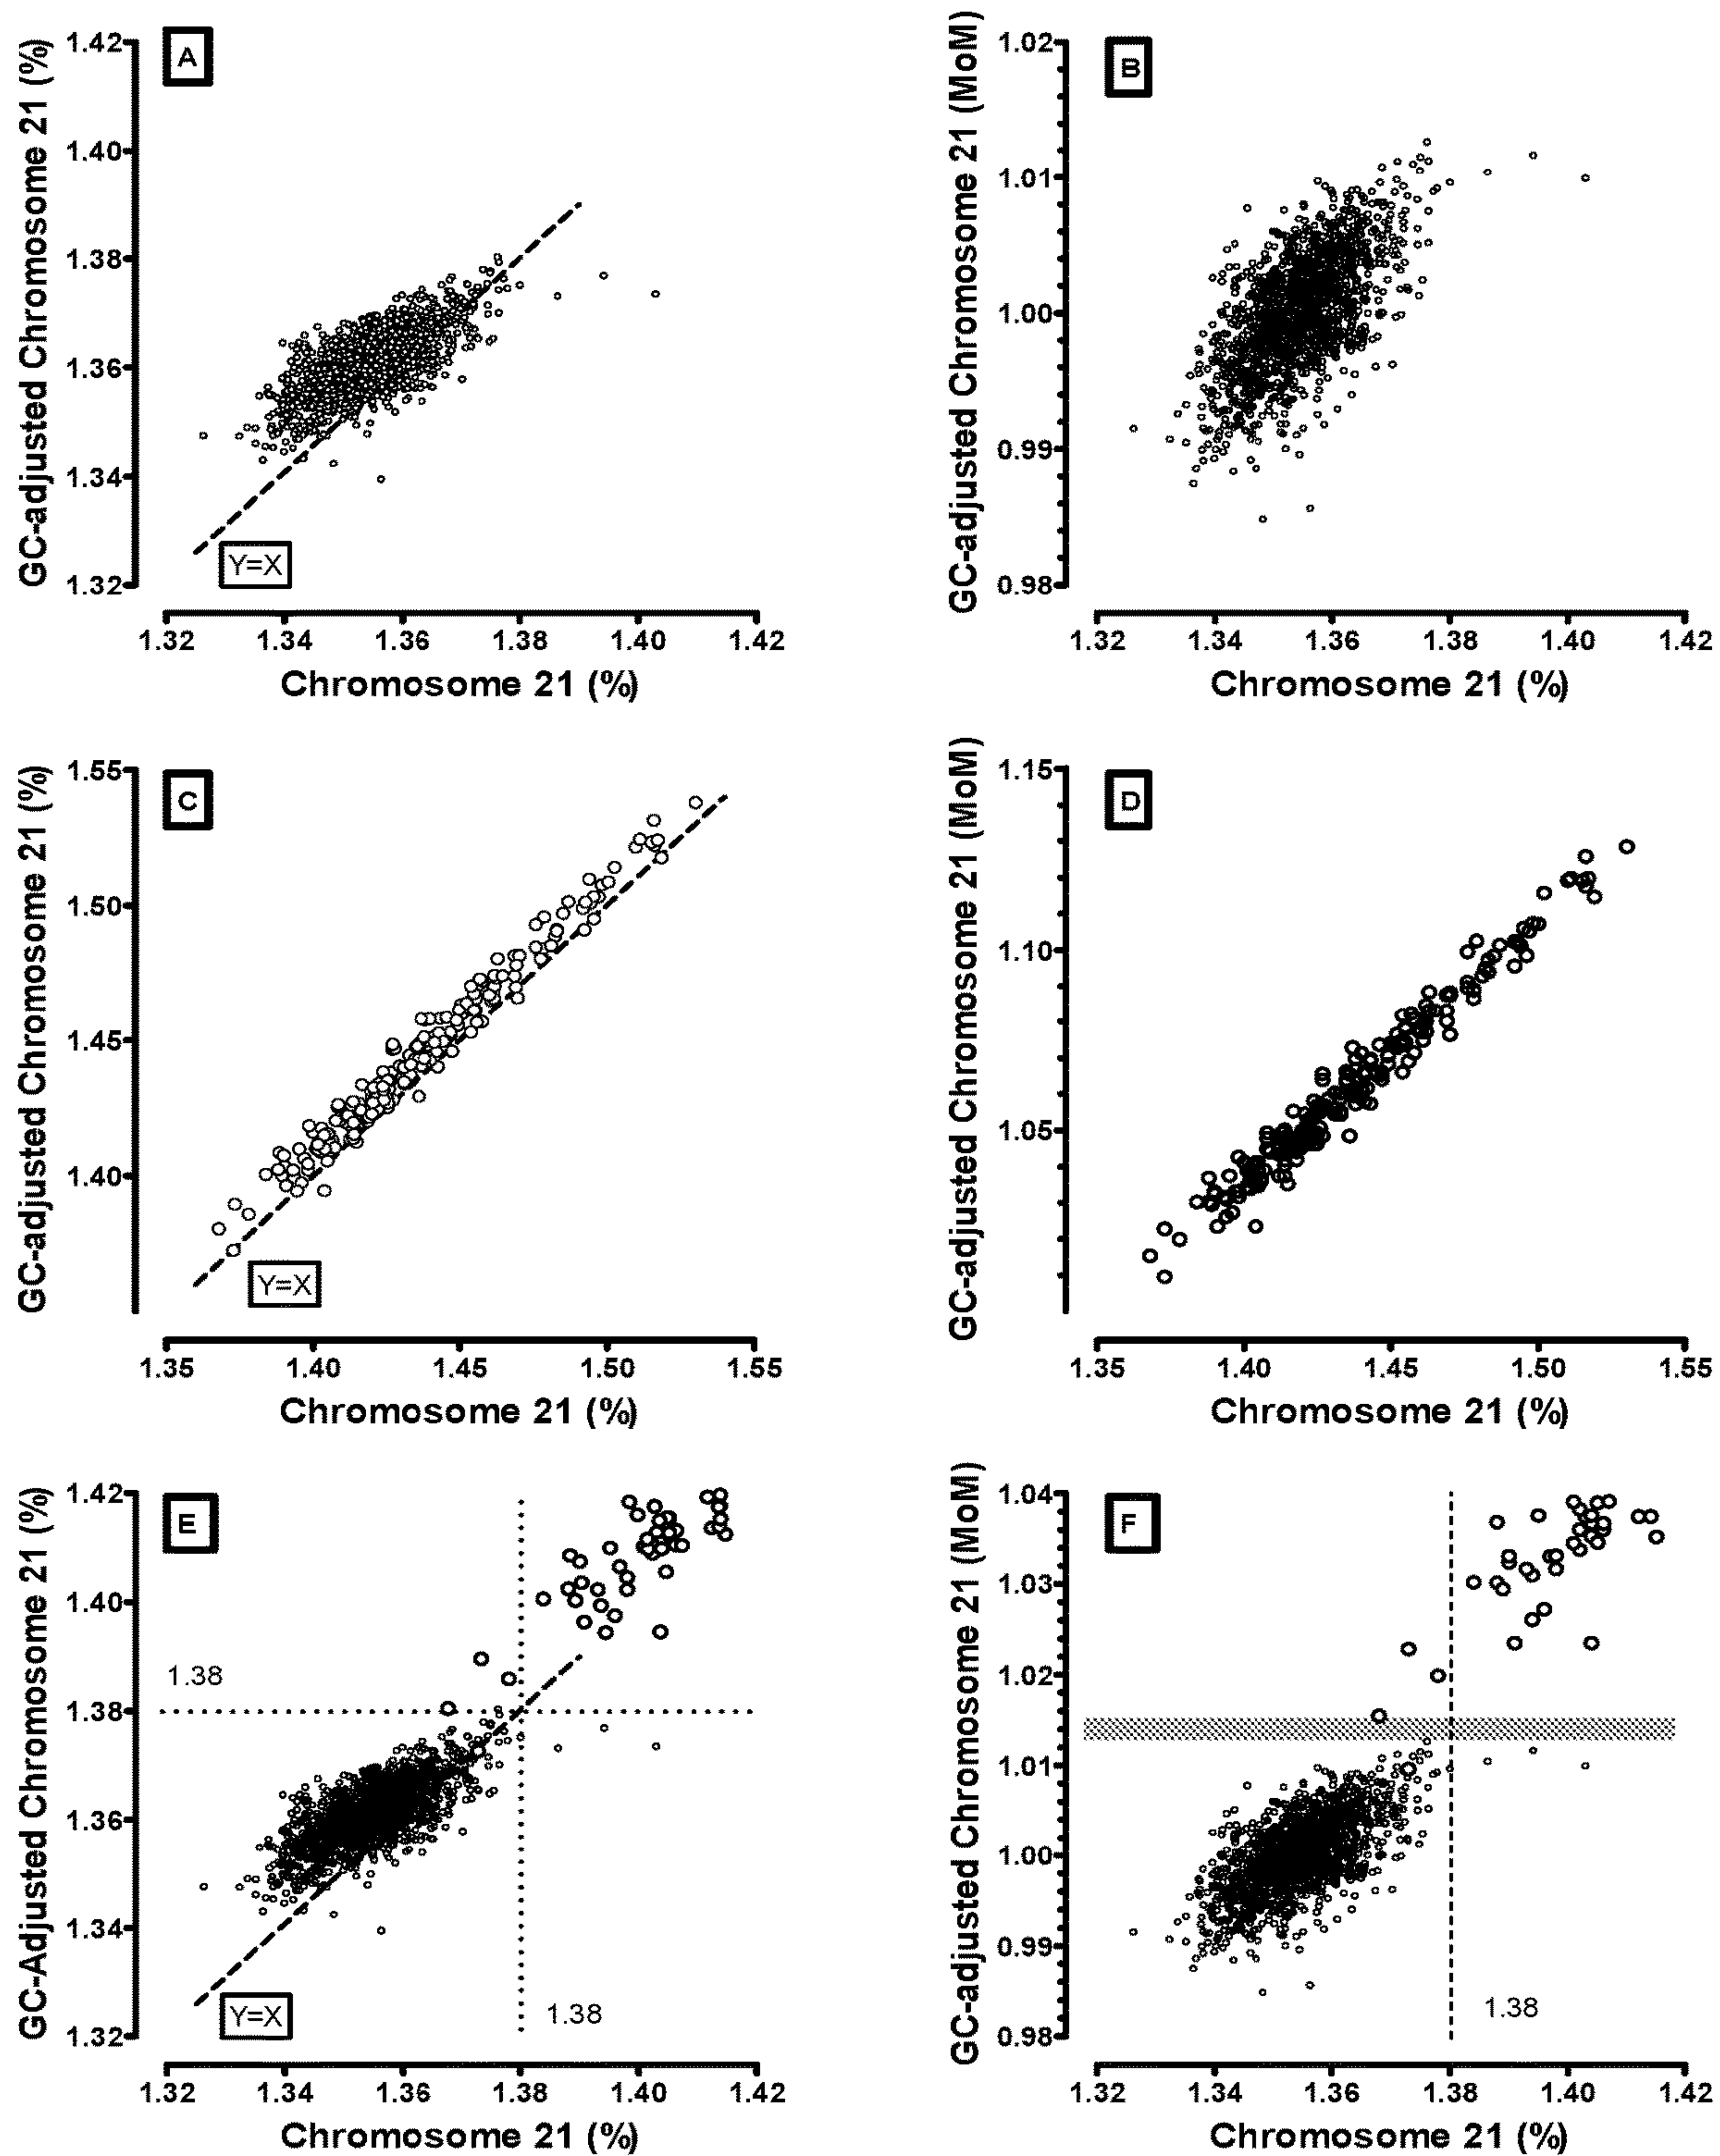 A
GC-adjusted Chromosome 21 (%)
1.42
1.40
1.38
1.36
1.34
1.32
Y=X
1.32 1.34 1.36 1.38 1.40 1.42
Chromosome 21 (%)
B
GC-adjusted Chromosome 21 (MoM)
1.02
1.01
1.00
0.99
0.98
1.32 1.34 1.36 1.38 1.40 1.42
Chromosome 21 (%)
C
GC-adjusted Chromosome 21 (%)
1.55
1.50
1.45
1.40
Y=X
1.35 1.40 1.45 1.50 1.55
Chromosome 21 (%)
D
GC-adjusted Chromosome 21 (MoM)
1.15
1.10
1.05
1.35 1.40 1.45 1.50 1.55
Chromosome 21 (%)
E
GC-Adjusted Chromosome 21 (%)
1.42
1.40
1.38
1.36
1.34
1.32
1.38
1.38
Y=X
1.32 1.34 1.36 1.38 1.40 1.42
Chromosome 21 (%)
F
GC-adjusted Chromosome 21 (MoM)
1.04
1.03
1.02
1.01
1.00
0.99
0.98
1.38
1.32 1.34 1.36 1.38 1.40 1.42
Chromosome 21 (%)